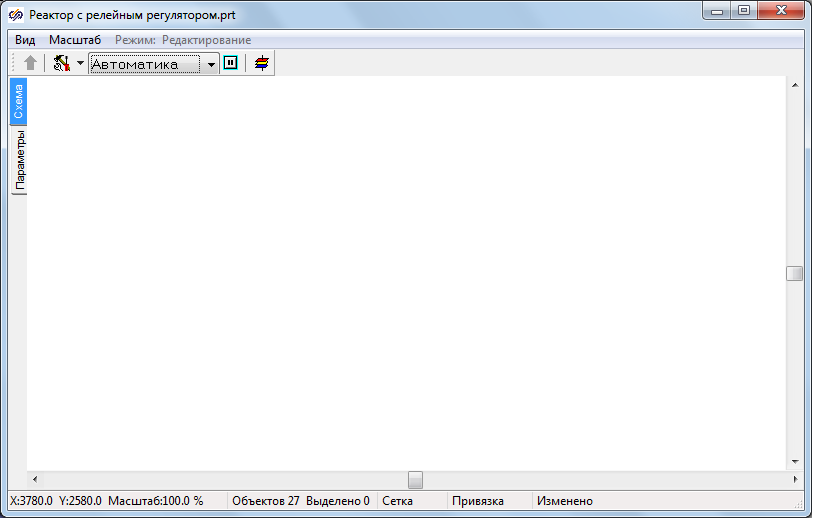 Реактор с релейным регулятором.prt
Вид Масштаб Режим: Редактирование
Автоматика
Схема
Параметры
X:3780.0 Y:2580.0 Масштаб:100.0 % Объектов 27 Выделено 0 Сетка Привязка Изменено